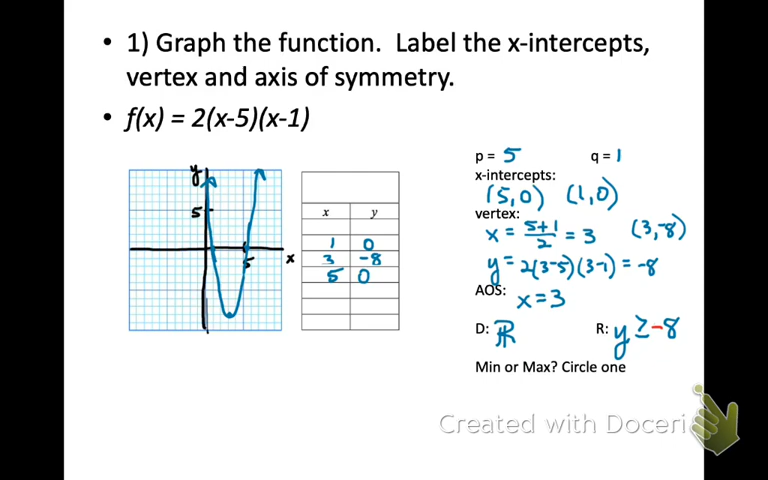 • 1) Graph the function. Label the x-intercepts,
vertex and axis of symmetry.
• f(x) = 2(x-5)(x-1)
y
5
5
x
x y
1 0
3 -8
5 0
p = 5 q = 1
x-intercepts:
(5,0) (1,0)
vertex:
x = 5+1/2 = 3 (3,-8)
y = 2(3-5)(3-1) = -8
AOS:
x = 3
D: ℝ R: y ≥ -8
Min or Max? Circle one
Created with Doceri